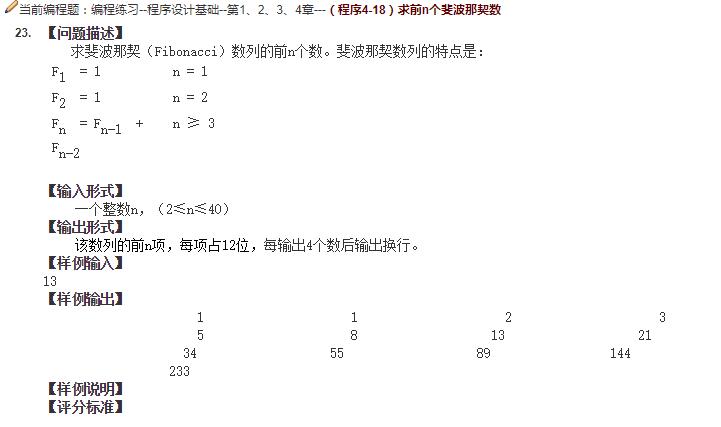 当前编程题：编程练习--程序设计基础--第1、2、3、4章---（程序4-18）求前n个斐波那契数
23. 【问题描述】
求斐波那契（Fibonacci）数列的前n个数。斐波那契数列的特点是：
F1 = 1 n = 1
F2 = 1 n = 2
Fn = Fn-1 + n ≥ 3
Fn-2
【输入形式】
一个整数n，（2≤n≤40）
【输出形式】
该数列的前n项，每项占12位，每输出4个数后输出换行。
【样例输入】
13
【样例输出】
1 1 2 3
5 8 13 21
34 55 89 144
233
【样例说明】
【评分标准】